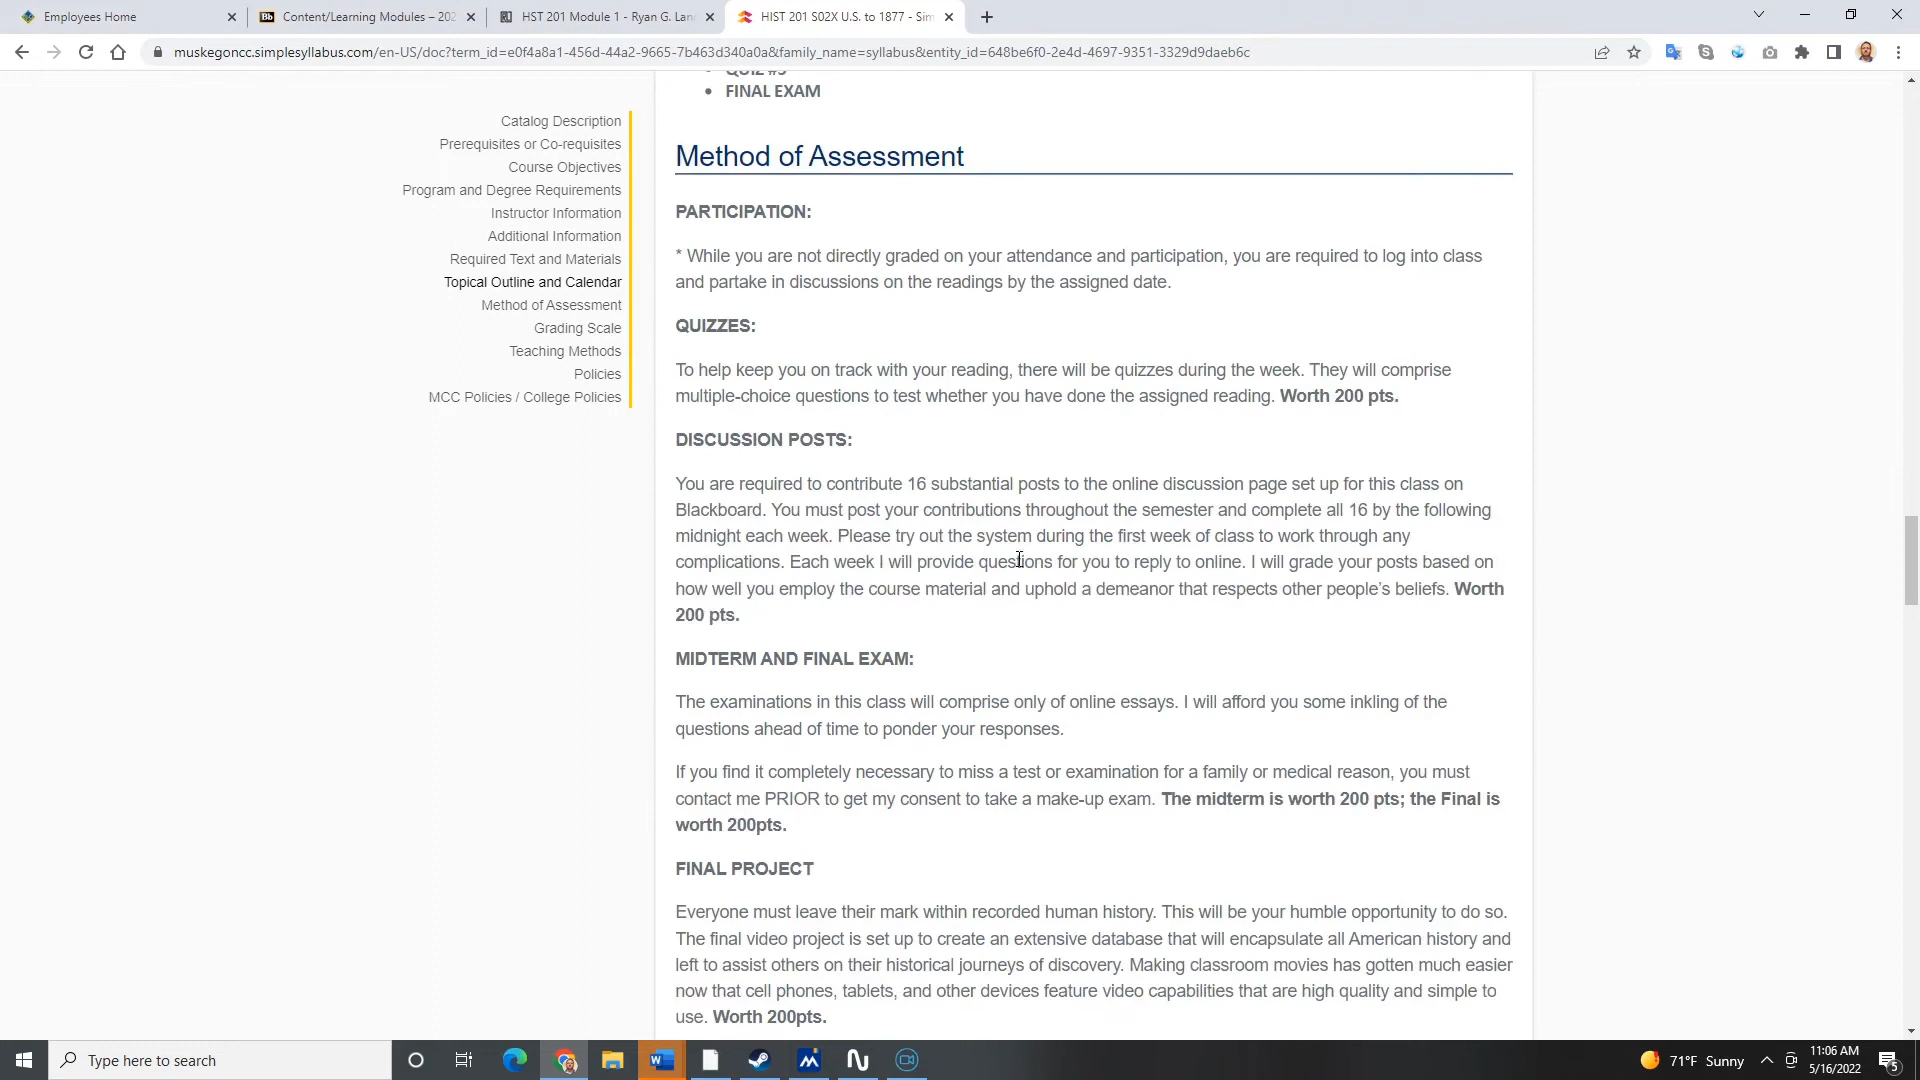 Employees Home
Content/Learning Modules – 202
HST 201 Module 1 - Ryan G. Lan
HIST 201 S02X U.S. to 1877 - Sim
muskegoncc.simplesyllabus.com/en-US/doc?term_id=e0f4a8a1-456d-44a2-9665-7b463d340a0a&family_name=syllabus&entity_id=648be6f0-2e4d-4697-9351-3329d9daeb6c
• QUIZ #5
• FINAL EXAM
Catalog Description
Prerequisites or Co-requisites
Course Objectives
Program and Degree Requirements
Instructor Information
Additional Information
Required Text and Materials
Topical Outline and Calendar
Method of Assessment
Grading Scale
Teaching Methods
Policies
MCC Policies / College Policies
Method of Assessment
PARTICIPATION:
* While you are not directly graded on your attendance and participation, you are required to log into class
and partake in discussions on the readings by the assigned date.
QUIZZES:
To help keep you on track with your reading, there will be quizzes during the week. They will comprise
multiple-choice questions to test whether you have done the assigned reading. Worth 200 pts.
DISCUSSION POSTS:
You are required to contribute 16 substantial posts to the online discussion page set up for this class on
Blackboard. You must post your contributions throughout the semester and complete all 16 by the following
midnight each week. Please try out the system during the first week of class to work through any
complications. Each week I will provide questions for you to reply to online. I will grade your posts based on
how well you employ the course material and uphold a demeanor that respects other people’s beliefs. Worth
200 pts.
MIDTERM AND FINAL EXAM:
The examinations in this class will comprise only of online essays. I will afford you some inkling of the
questions ahead of time to ponder your responses.
If you find it completely necessary to miss a test or examination for a family or medical reason, you must
contact me PRIOR to get my consent to take a make-up exam. The midterm is worth 200 pts; the Final is
worth 200pts.
FINAL PROJECT
Everyone must leave their mark within recorded human history. This will be your humble opportunity to do so.
The final video project is set up to create an extensive database that will encapsulate all American history and
left to assist others on their historical journeys of discovery. Making classroom movies has gotten much easier
now that cell phones, tablets, and other devices feature video capabilities that are high quality and simple to
use. Worth 200pts.
Type here to search
71°F Sunny
11:06 AM
5/16/2022
5